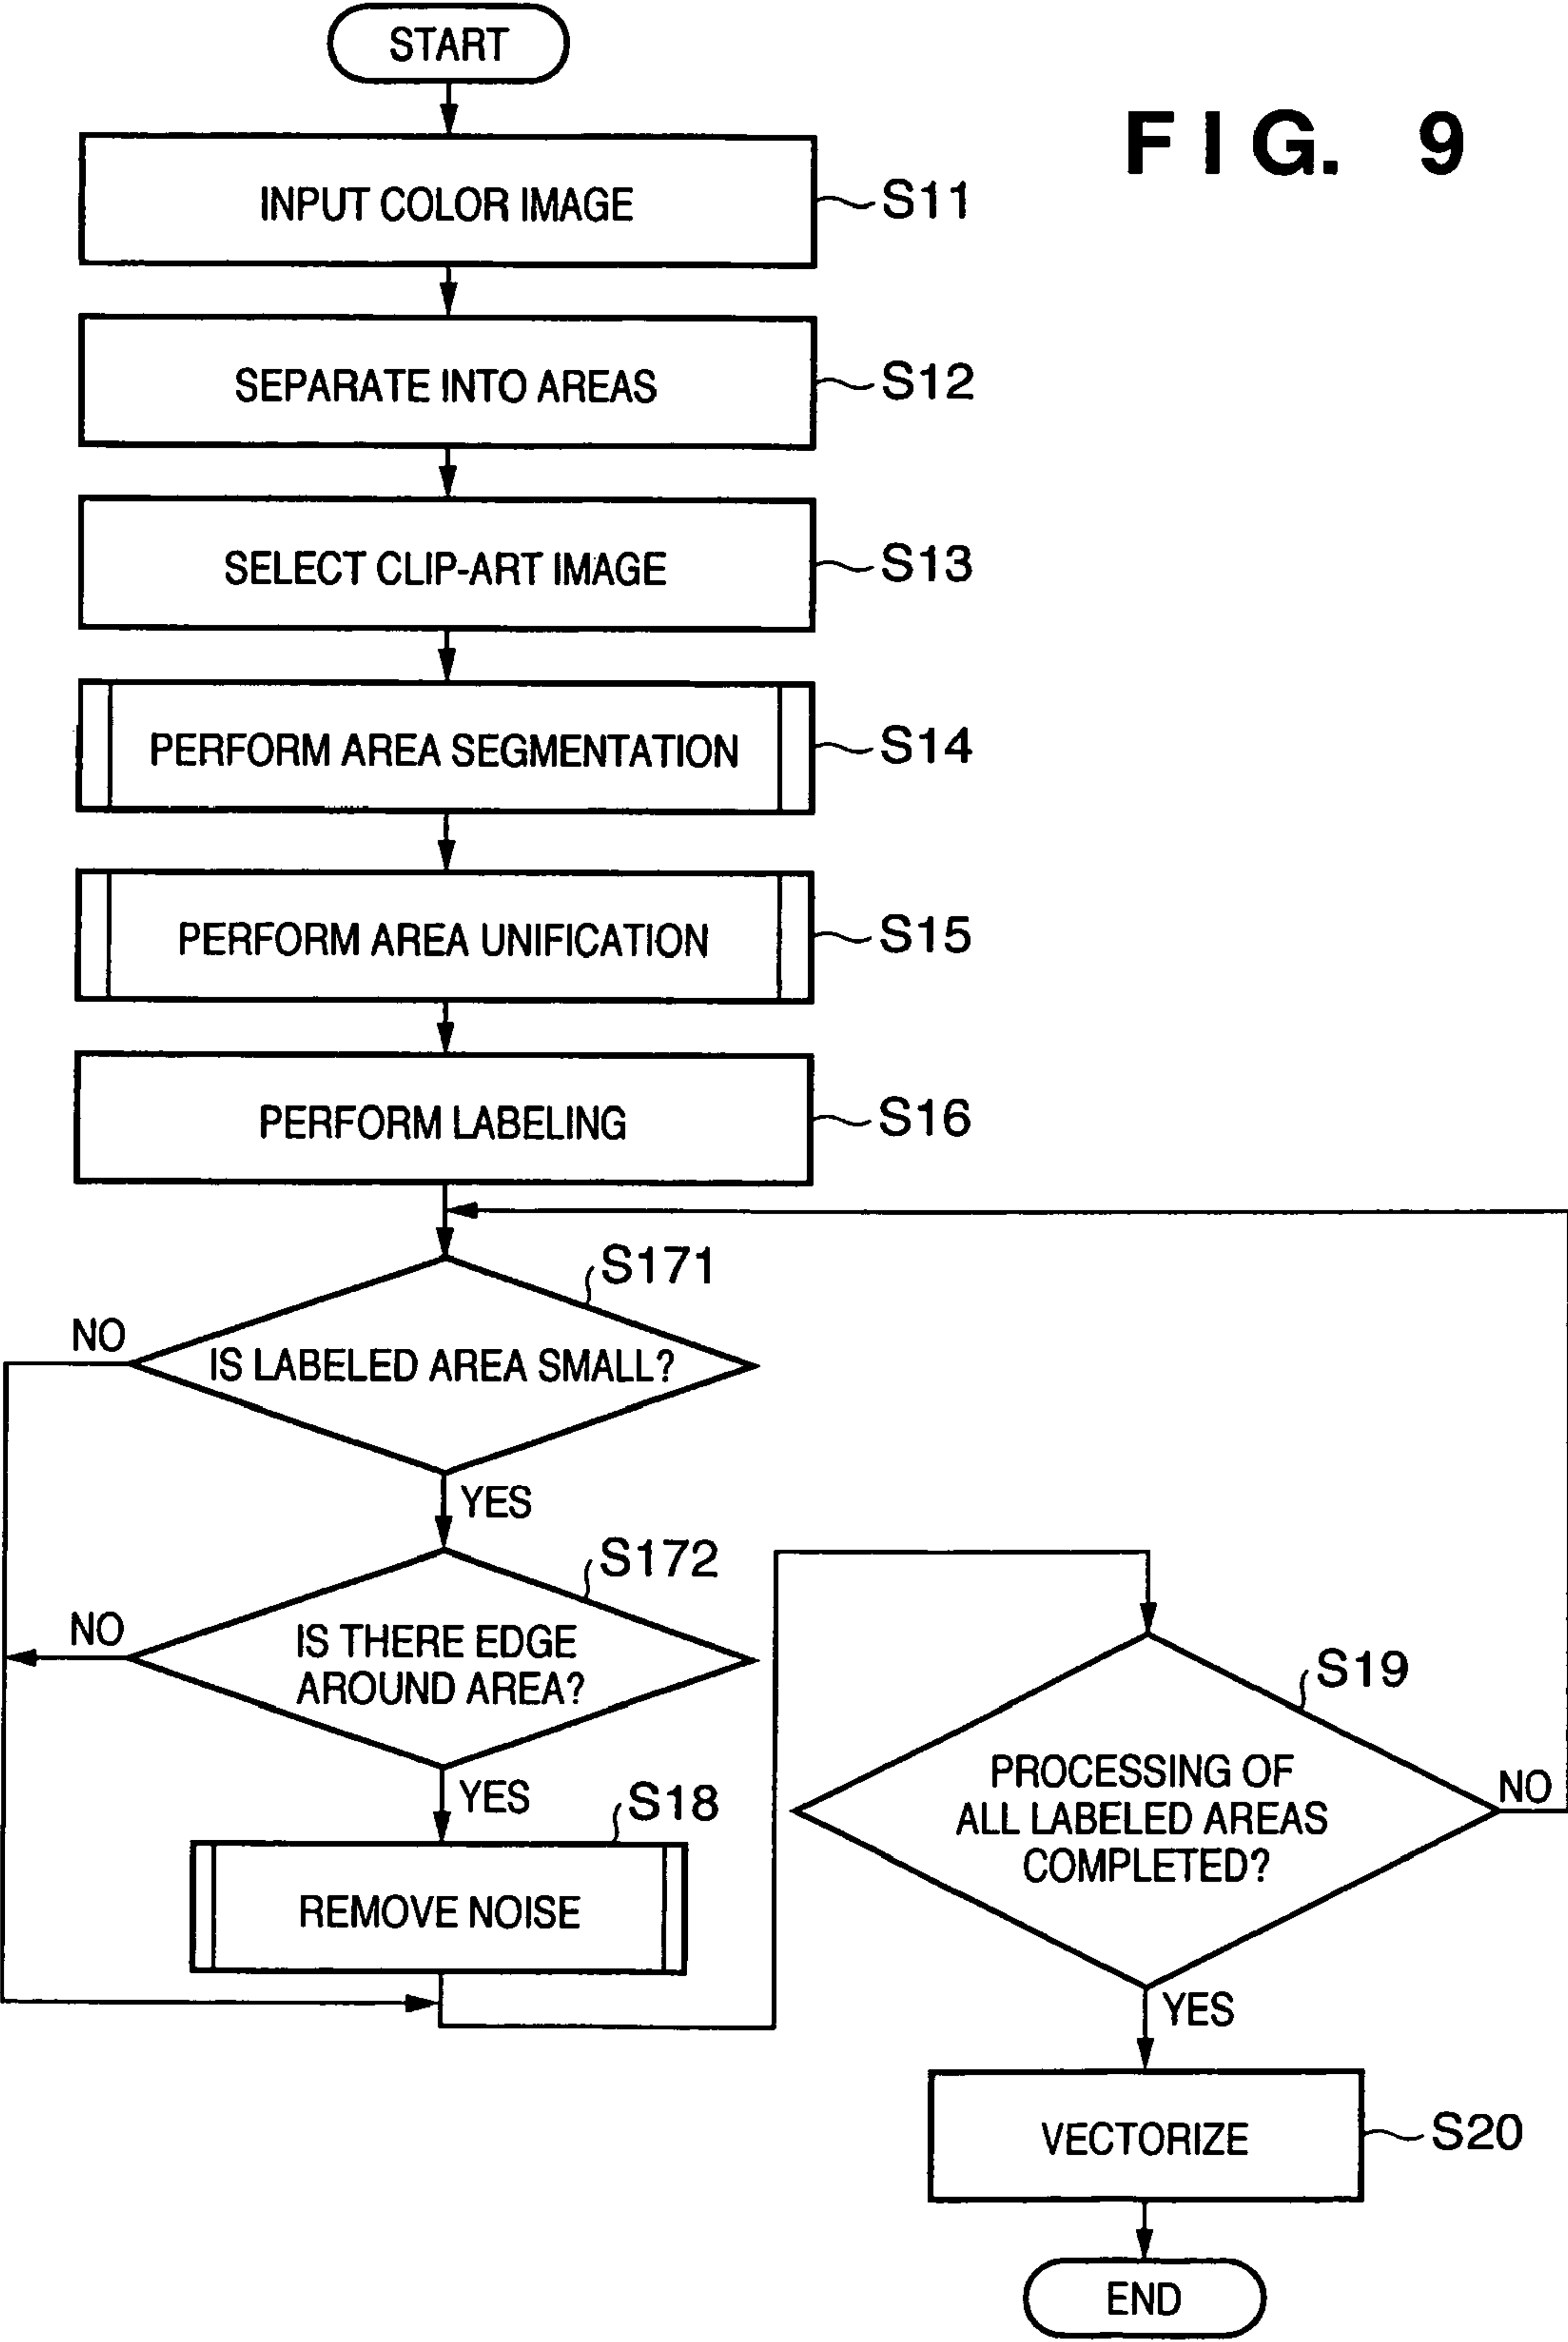 START
FIG. 9
INPUT COLOR IMAGE
S11
SEPARATE INTO AREAS
S12
SELECT CLIP-ART IMAGE
S13
PERFORM AREA SEGMENTATION
S14
PERFORM AREA UNIFICATION
S15
PERFORM LABELING
S16
S171
NO
IS LABELED AREA SMALL?
YES
S172
NO
IS THERE EDGE
AROUND AREA?
YES
S18
REMOVE NOISE
S19
PROCESSING OF
ALL LABELED AREAS
COMPLETED?
NO
YES
VECTORIZE
S20
END